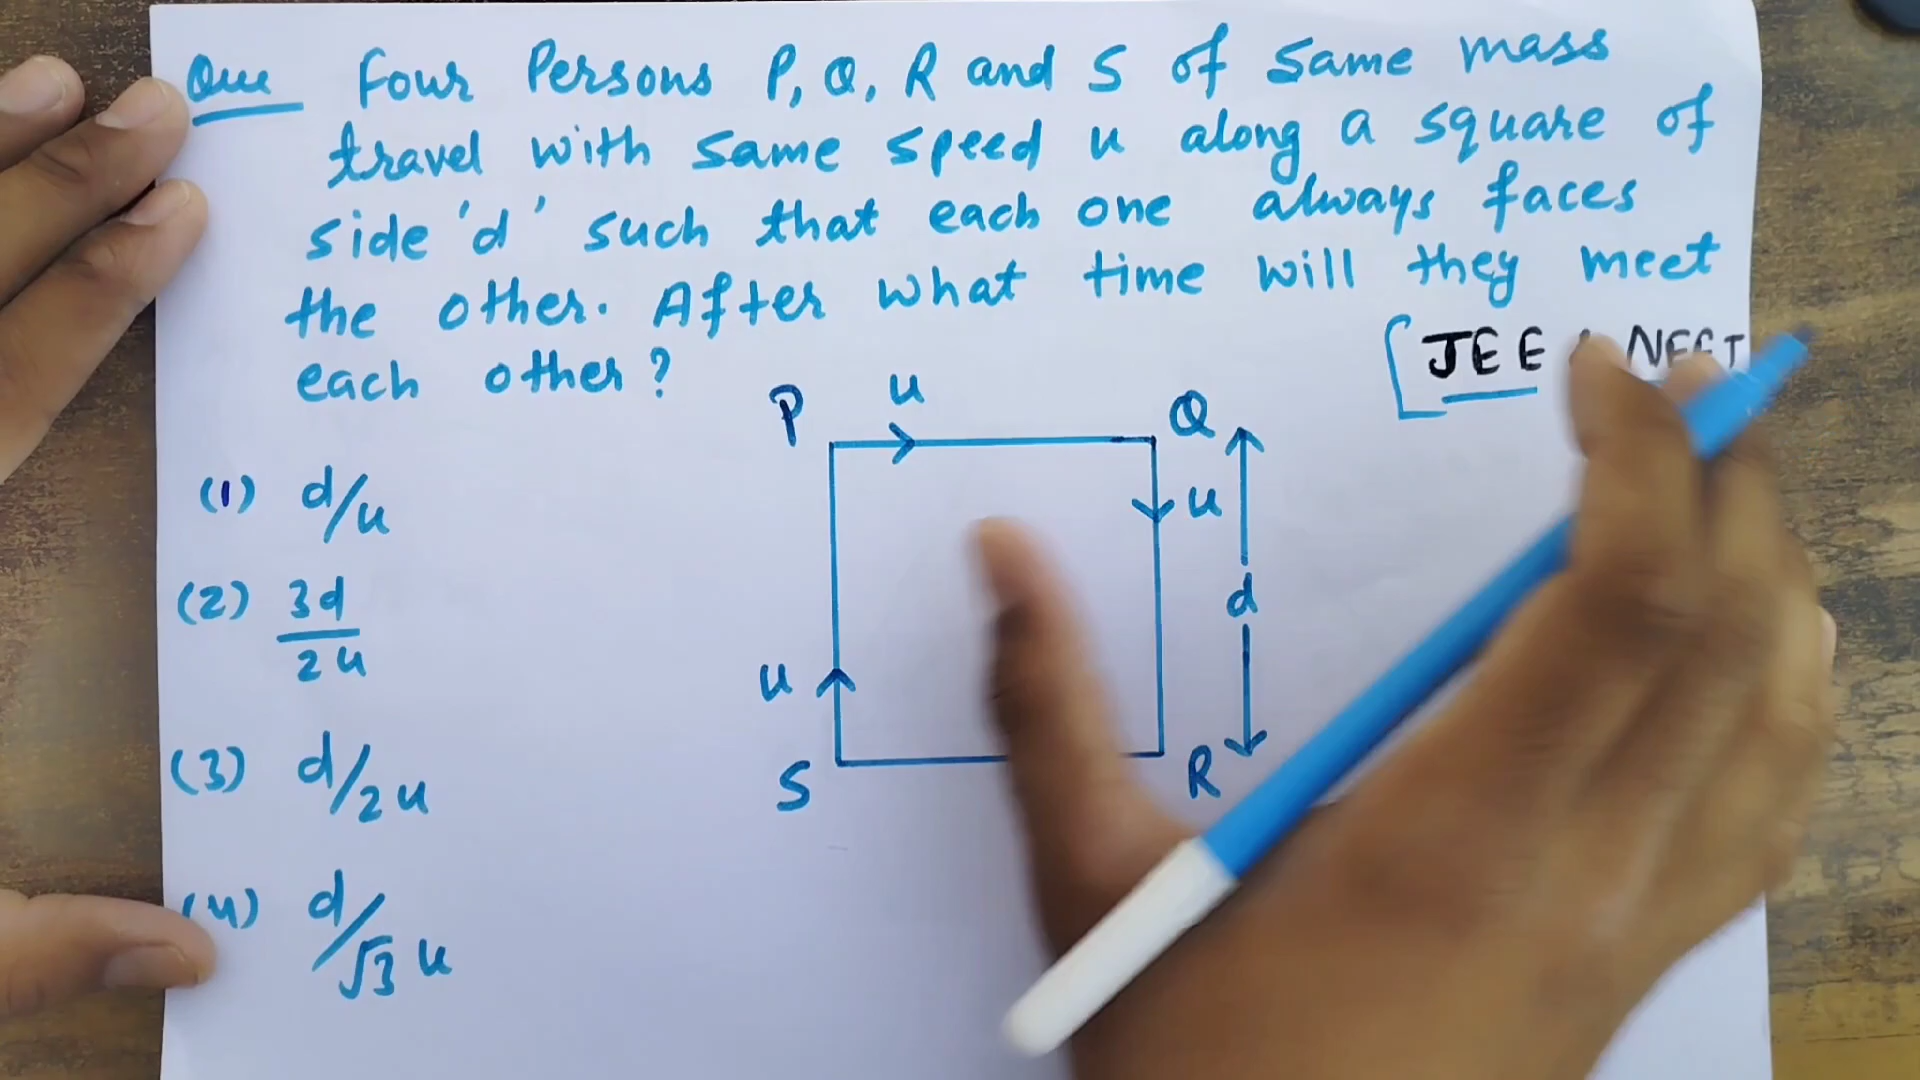 Que Four Persons P, Q, R and S of same mass
travel with same speed u along a square of
side 'd' such that each one always faces
the other. After what time will they meet
each other?
[JEE NEET
P u Q
(1) d/u
u
(2) 3d/2u
d
u
(3) d/2u
S R
(4) d/√3 u